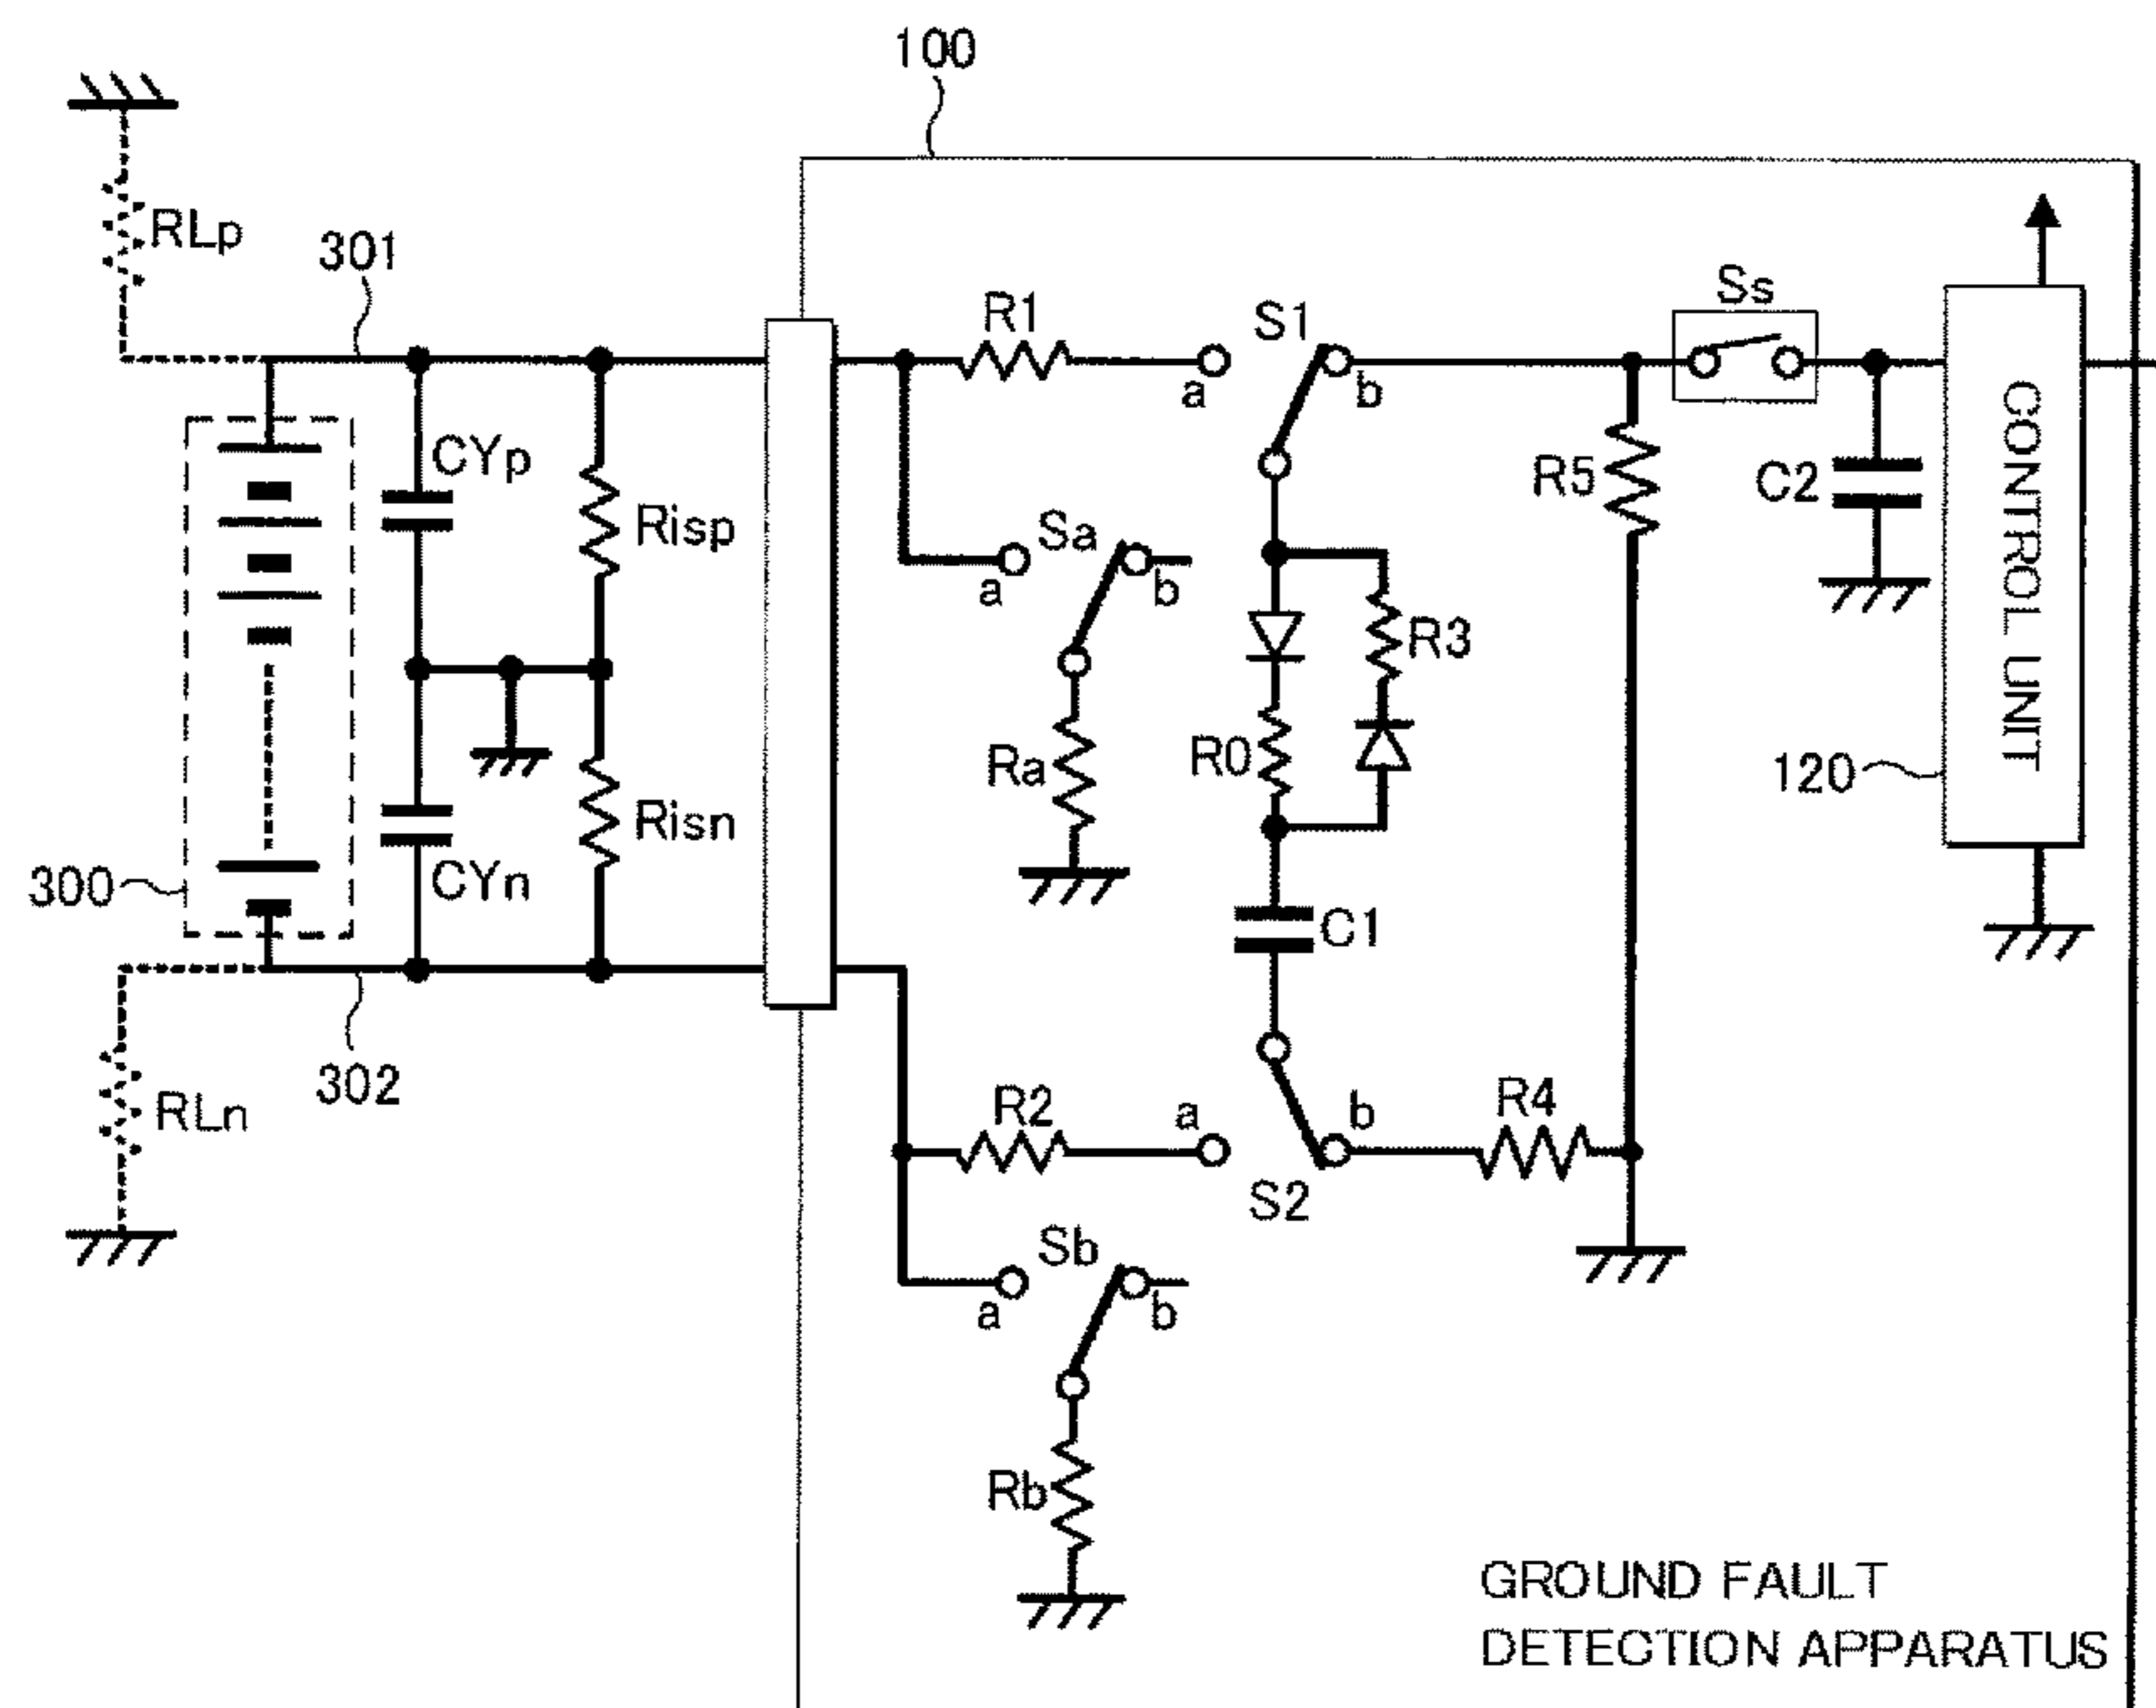 100
RLp
301
R1
S1
Ss
a
b
CYp
Risp
Sa
a
b
R5
C2
CONTROL UNIT
R3
Ra
R0
120
Risn
300
CYn
C1
302
RLn
R2
a
b
R4
S2
Sb
a
b
Rb
GROUND FAULT
DETECTION APPARATUS